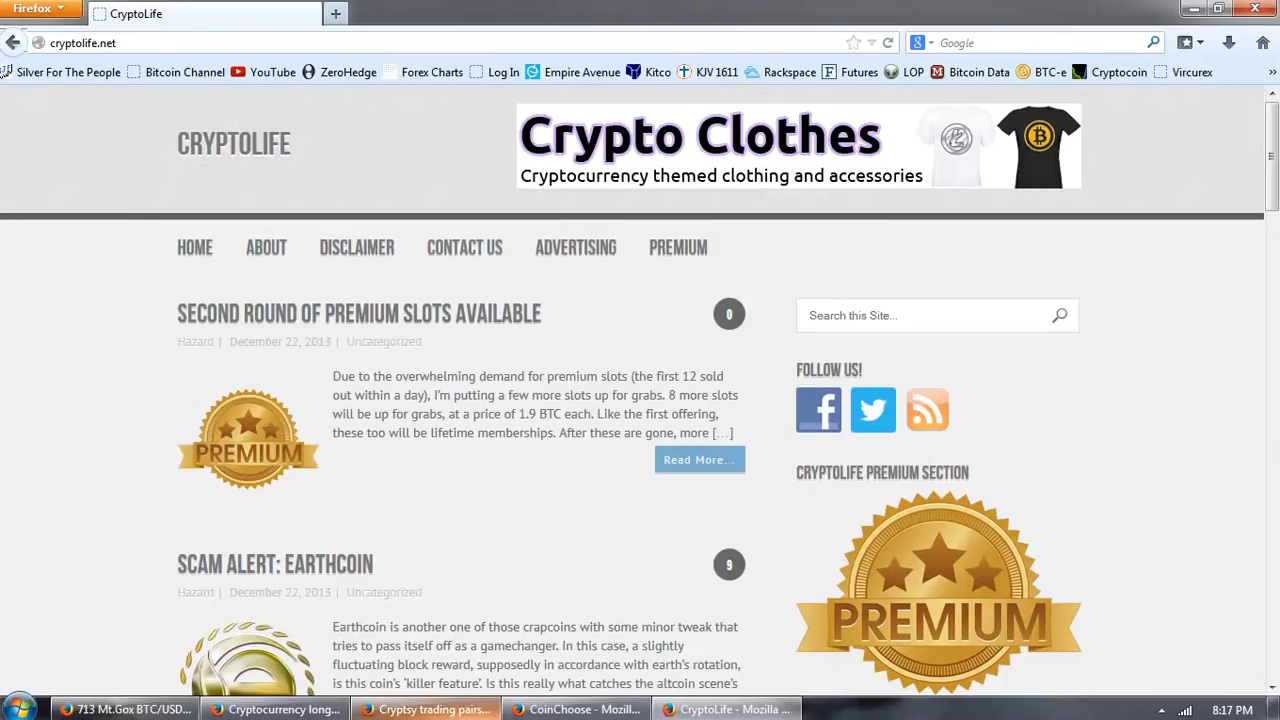 Firefox
CryptoLife
cryptolife.net
Google
Silver For The People Bitcoin Channel YouTube ZeroHedge Forex Charts Log In Empire Avenue Kitco KJV 1611 Rackspace Futures LOP Bitcoin Data BTC-e Cryptocoin Vircurex
CRYPTOLIFE
Crypto Clothes
Cryptocurrency themed clothing and accessories
HOME ABOUT DISCLAIMER CONTACT US ADVERTISING PREMIUM
SECOND ROUND OF PREMIUM SLOTS AVAILABLE
0
Hazard | December 22, 2013 | Uncategorized
PREMIUM
Due to the overwhelming demand for premium slots (the first 12 sold
out within a day), I'm putting a few more slots up for grabs. 8 more slots
will be up for grabs, at a price of 1.9 BTC each. Like the first offering,
these too will be lifetime memberships. After these are gone, more […]
Read More...
SCAM ALERT: EARTHCOIN
9
Hazard | December 22, 2013 | Uncategorized
Earthcoin is another one of those crapcoins with some minor tweak that
tries to pass itself off as a gamechanger. In this case, a slightly
fluctuating block reward, supposedly in accordance with earth's rotation,
is this coin's 'killer feature'. Is this really what catches the altcoin scene's
Search this Site...
FOLLOW US!
CRYPTOLIFE PREMIUM SECTION
PREMIUM
713 Mt.Gox BTC/USD... Cryptocurrency long... Cryptsy trading pairs... CoinChoose - Mozill... CryptoLife - Mozilla ...
8:17 PM